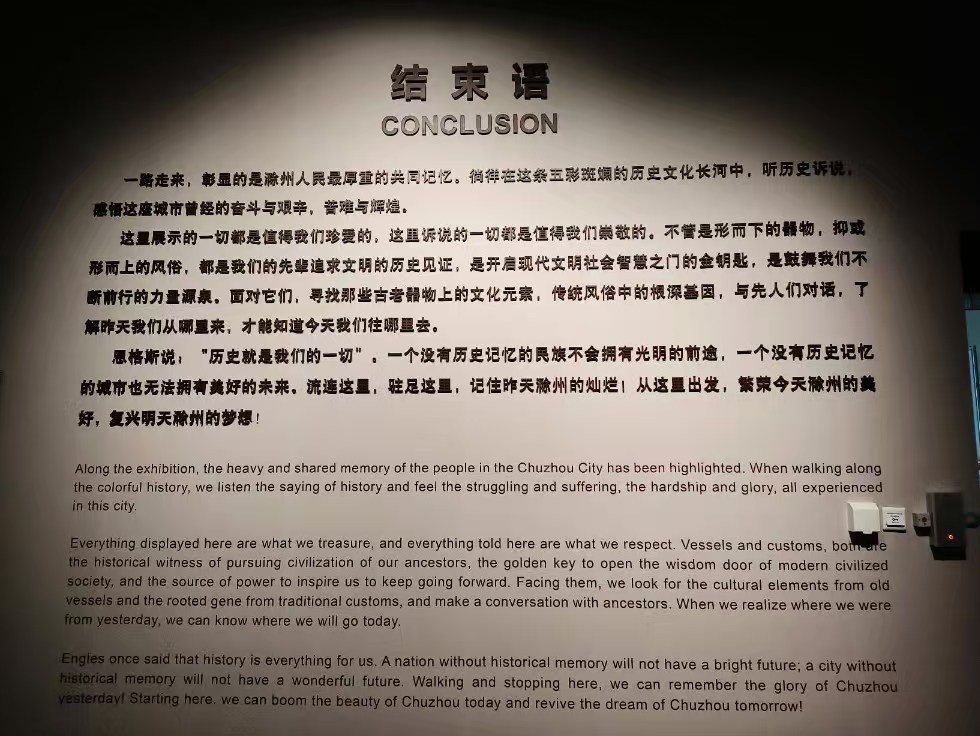 结束语
CONCLUSION
一路走来，彰显的是滁州人民最厚重的共同记忆。徜徉在这条五彩斑斓的历史文化长河中，听历史诉说，
感悟这座城市曾经的奋斗与艰辛，苦难与辉煌。
这里展示的一切都是值得我们珍爱的，这里诉说的一切都是值得我们崇敬的。不管是形而下的器物，抑或
形而上的风俗，都是我们的先辈追求文明的历史见证，是开启现代文明社会智慧之门的金钥匙，是鼓舞我们不
断前行的力量源泉。面对它们，寻找那些古老器物上的文化元素，传统风俗中的根深基因，与先人们对话，了
解昨天我们从哪里来，才能知道今天我们往哪里去。
恩格斯说：“历史就是我们的一切”。一个没有历史记忆的民族不会拥有光明的前途，一个没有历史记忆
的城市也无法拥有美好的未来。流连这里，驻足这里，记住昨天滁州的灿烂！从这里出发，繁荣今天滁州的美
好，复兴明天滁州的梦想！
Along the exhibition, the heavy and shared memory of the people in the Chuzhou City has been highlighted. When walking along
the colorful history, we listen the saying of history and feel the struggling and suffering, the hardship and glory, all experienced
in this city.
Everything displayed here are what we treasure, and everything told here are what we respect. Vessels and customs, both are
the historical witness of pursuing civilization of our ancestors, the golden key to open the wisdom door of modern civilized
society, and the source of power to inspire us to keep going forward. Facing them, we look for the cultural elements from old
vessels and the rooted gene from traditional customs, and make a conversation with ancestors. When we realize where we were
from yesterday, we can know where we will go today.
Engles once said that history is everything for us. A nation without historical memory will not have a bright future; a city without
historical memory will not have a wonderful future. Walking and stopping here, we can remember the glory of Chuzhou
yesterday! Starting here. we can boom the beauty of Chuzhou today and revive the dream of Chuzhou tomorrow!